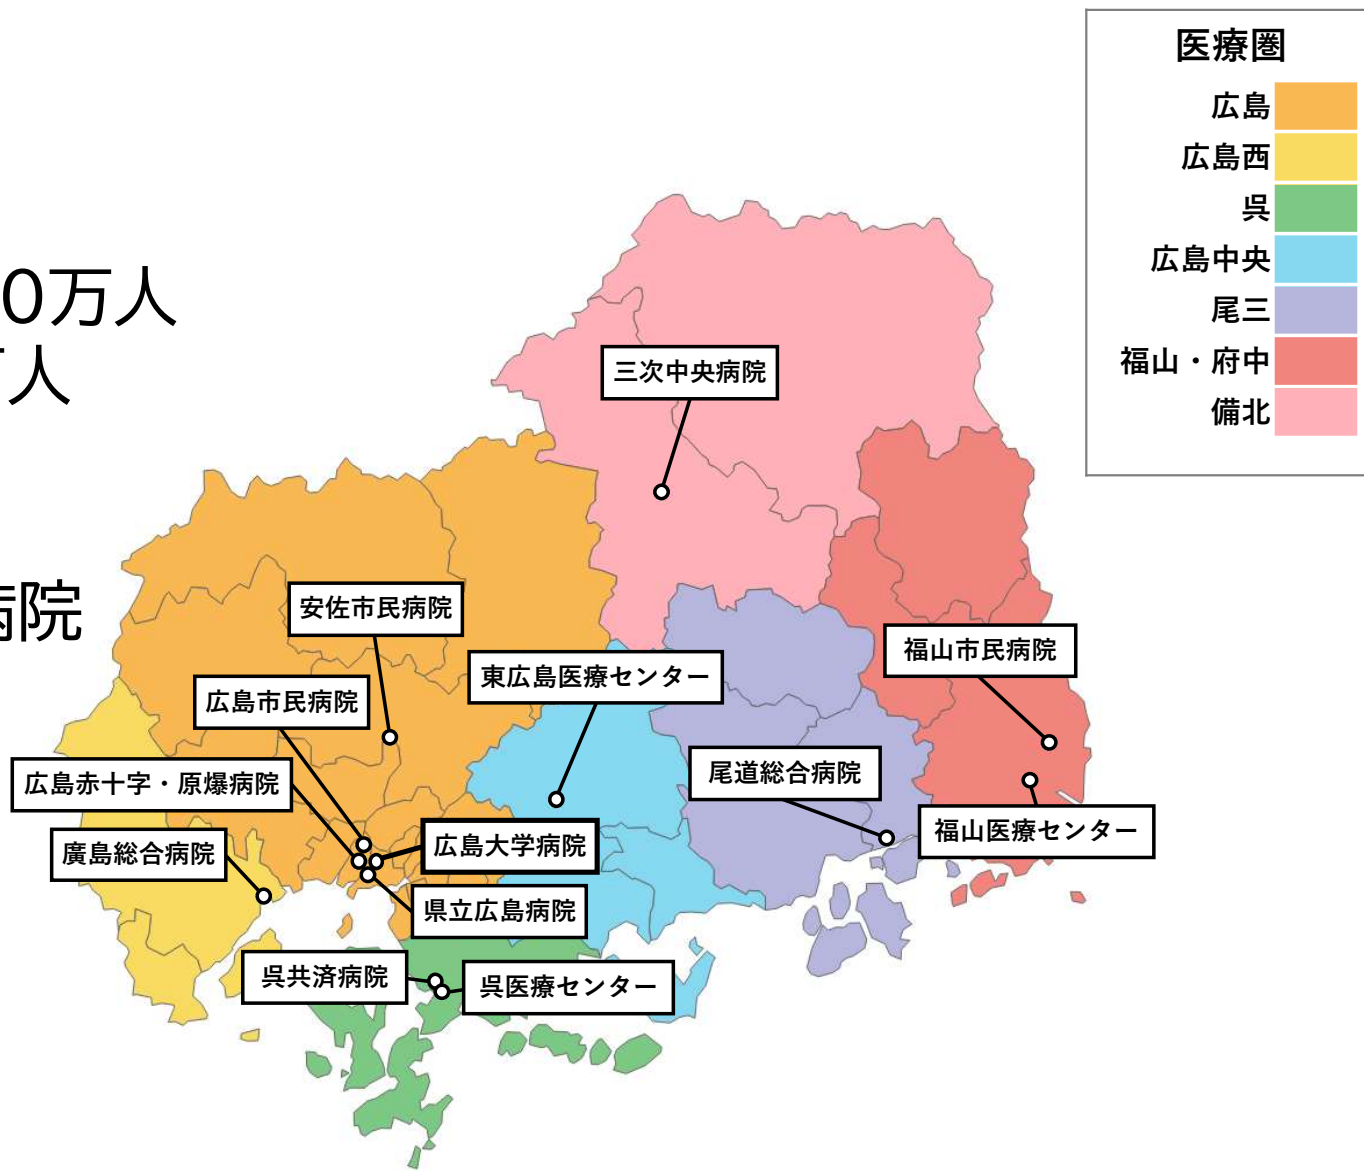 医療圏
広島
広島西
呉
広島中央
尾三
福山・府中
備北
0万人
人
病院
三次中央病院
安佐市民病院
福山市民病院
東広島医療センター
広島市民病院
尾道総合病院
広島赤十字・原爆病院
福山医療センター
広島大学病院
廣島総合病院
県立広島病院
呉共済病院
呉医療センター